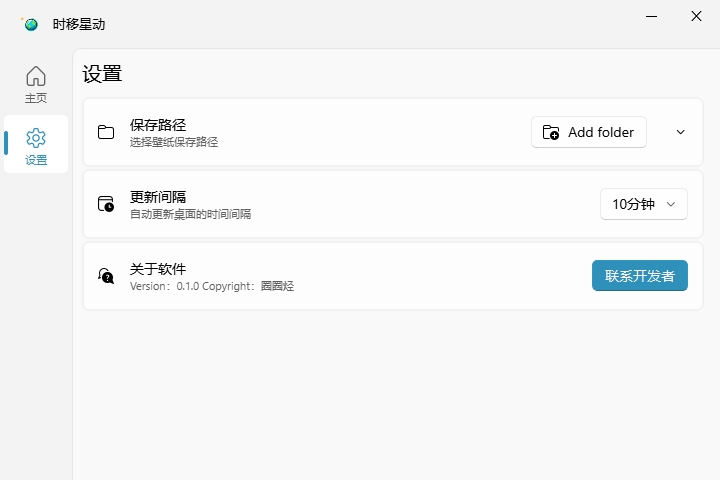 时移星动
主页
设置
设置
保存路径
选择壁纸保存路径
Add folder
更新间隔
自动更新桌面的时间间隔
10分钟
关于软件
Version：0.1.0 Copyright：圈圈烃
联系开发者